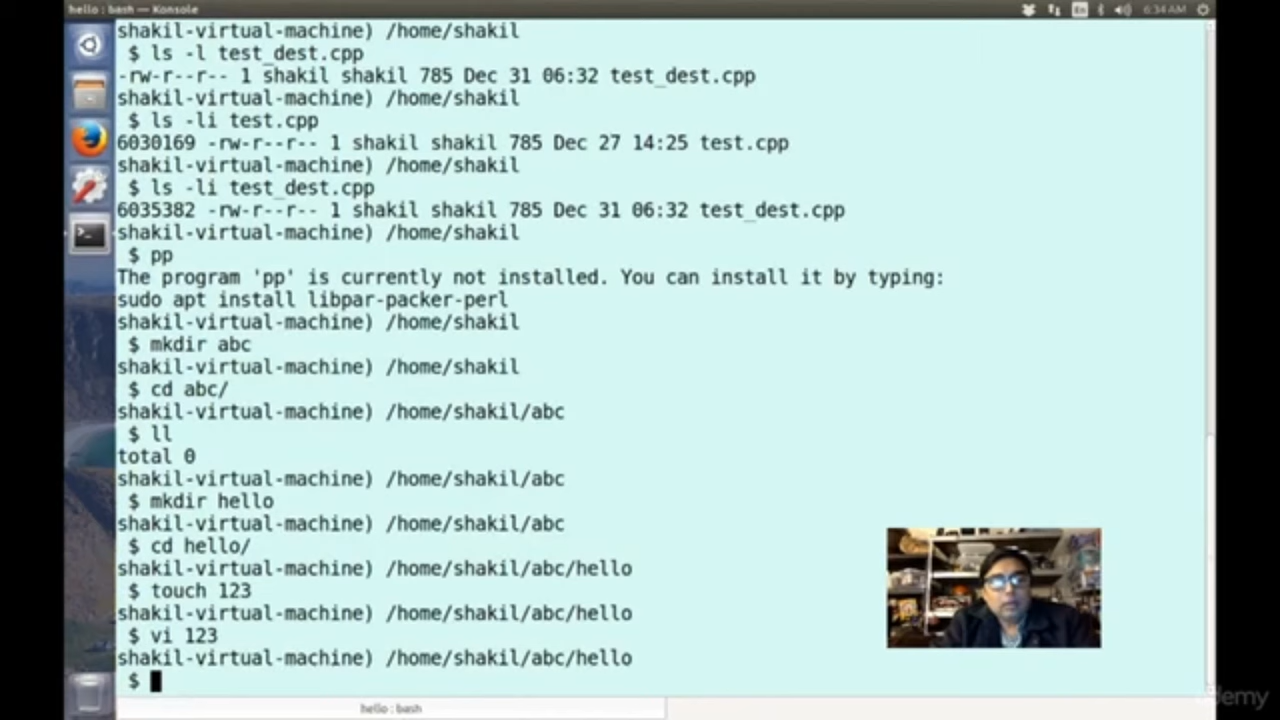 hello : bash — Konsole
En
6:34 AM
shakil-virtual-machine) /home/shakil
$ ls -l test_dest.cpp
-rw-r--r-- 1 shakil shakil 785 Dec 31 06:32 test_dest.cpp
shakil-virtual-machine) /home/shakil
$ ls -li test.cpp
6030169 -rw-r--r-- 1 shakil shakil 785 Dec 27 14:25 test.cpp
shakil-virtual-machine) /home/shakil
$ ls -li test_dest.cpp
6035382 -rw-r--r-- 1 shakil shakil 785 Dec 31 06:32 test_dest.cpp
shakil-virtual-machine) /home/shakil
$ pp
The program 'pp' is currently not installed. You can install it by typing:
sudo apt install libpar-packer-perl
shakil-virtual-machine) /home/shakil
$ mkdir abc
shakil-virtual-machine) /home/shakil
$ cd abc/
shakil-virtual-machine) /home/shakil/abc
$ ll
total 0
shakil-virtual-machine) /home/shakil/abc
$ mkdir hello
shakil-virtual-machine) /home/shakil/abc
$ cd hello/
shakil-virtual-machine) /home/shakil/abc/hello
$ touch 123
shakil-virtual-machine) /home/shakil/abc/hello
$ vi 123
shakil-virtual-machine) /home/shakil/abc/hello
$
hello : bash
udemy